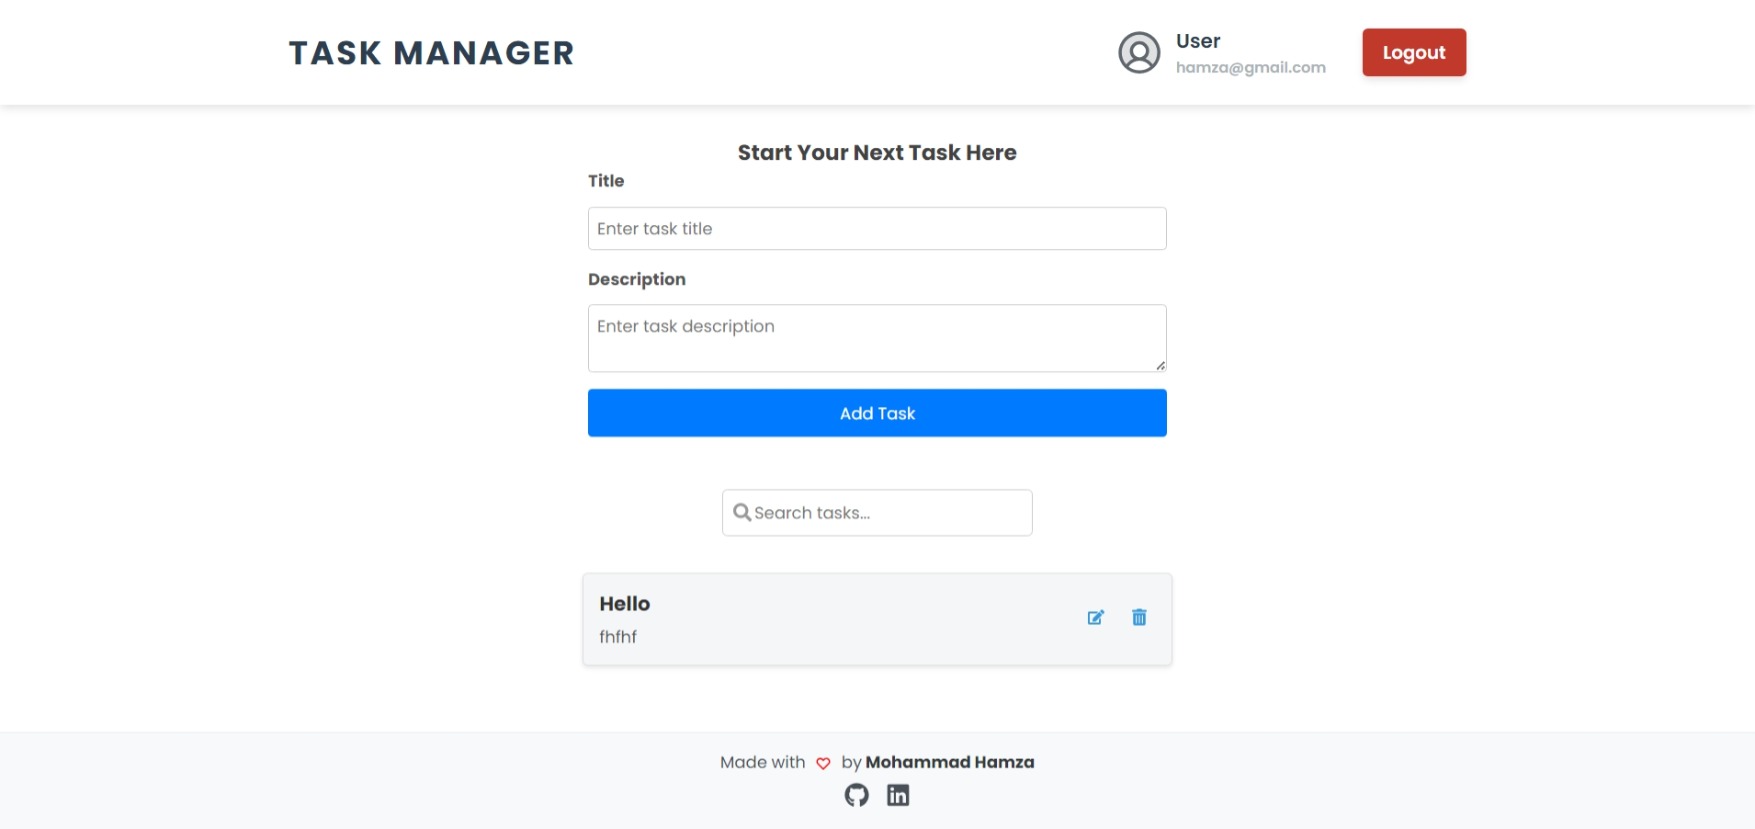 TASK MANAGER
User
hamza@gmail.com
Logout
Start Your Next Task Here
Title
Enter task title
Description
Enter task description
Add Task
Search tasks...
Hello
fhfhf
Made with by Mohammad Hamza
in